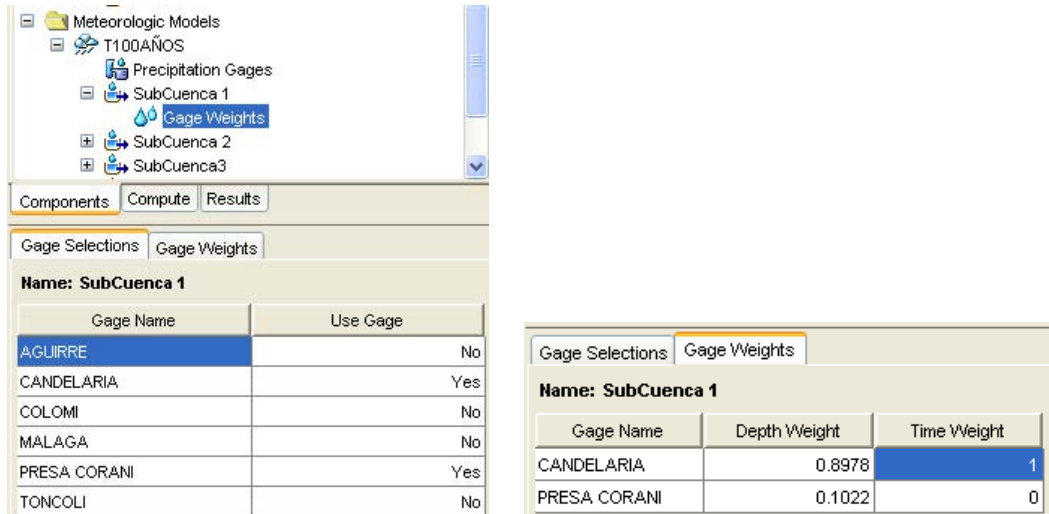 Meteorologic Models
T100AÑOS
Precipitation Gages
SubCuenca 1
Gage Weights
SubCuenca 2
SubCuenca3
Components Compute Results
Gage Selections Gage Weights
Name: SubCuenca 1
Gage Name Use Gage
AGUIRRE No
CANDELARIA Yes
COLOMI No
MALAGA No
PRESA CORANI Yes
TONCOLI No
Gage Selections Gage Weights
Name: SubCuenca 1
Gage Name Depth Weight Time Weight
CANDELARIA 0.8978 1
PRESA CORANI 0.1022 0